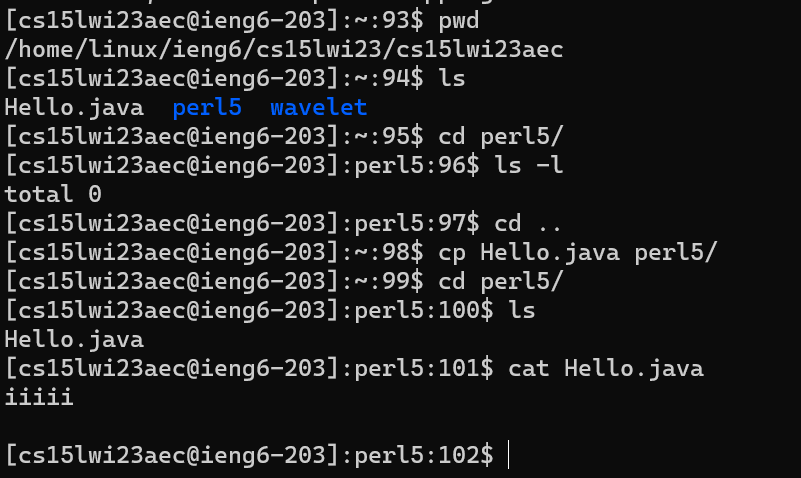 [cs15lwi23aec@ieng6-203]:~:93$ pwd
/home/linux/ieng6/cs15lwi23/cs15lwi23aec
[cs15lwi23aec@ieng6-203]:~:94$ ls
Hello.java  perl5  wavelet
[cs15lwi23aec@ieng6-203]:~:95$ cd perl5/
[cs15lwi23aec@ieng6-203]:perl5:96$ ls -l
total 0
[cs15lwi23aec@ieng6-203]:perl5:97$ cd ..
[cs15lwi23aec@ieng6-203]:~:98$ cp Hello.java perl5/
[cs15lwi23aec@ieng6-203]:~:99$ cd perl5/
[cs15lwi23aec@ieng6-203]:perl5:100$ ls
Hello.java
[cs15lwi23aec@ieng6-203]:perl5:101$ cat Hello.java
iiiii

[cs15lwi23aec@ieng6-203]:perl5:102$